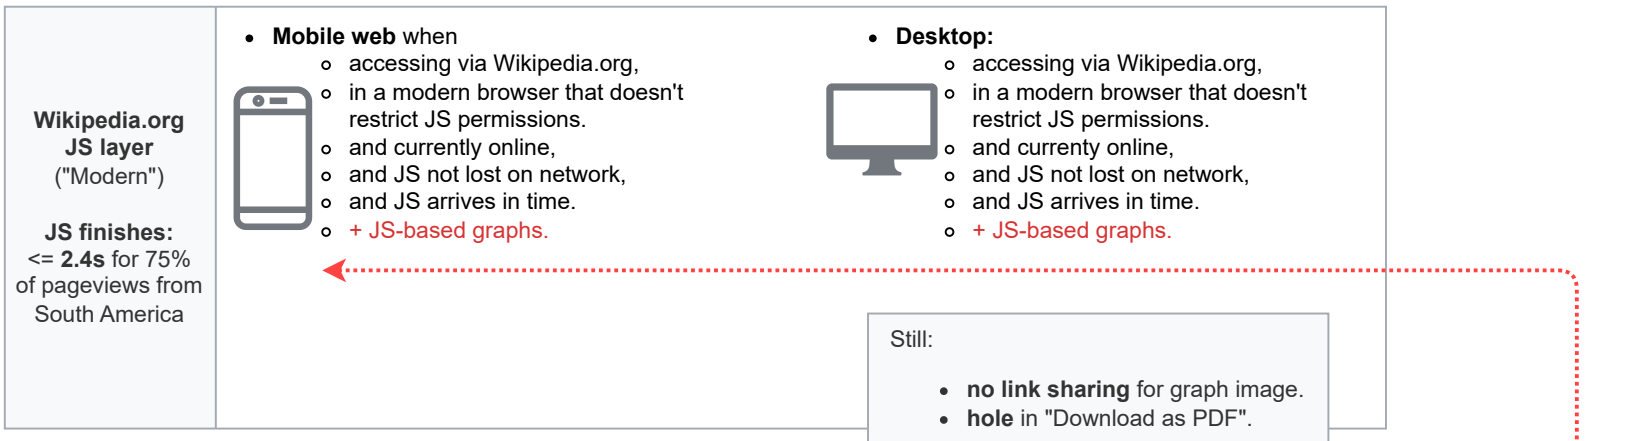 Wikipedia.org
JS layer
("Modern")
JS finishes:
<= 2.4s for 75%
of pageviews from
South America
Mobile web when
accessing via Wikipedia.org,
in a modern browser that doesn't
restrict JS permissions.
and currently online,
and JS not lost on network,
and JS arrives in time.
+ JS-based graphs.
Desktop:
accessing via Wikipedia.org,
in a modern browser that doesn't
restrict JS permissions.
and currenty online,
and JS not lost on network,
and JS arrives in time.
+ JS-based graphs.
Still:
no link sharing for graph image.
hole in "Download as PDF".